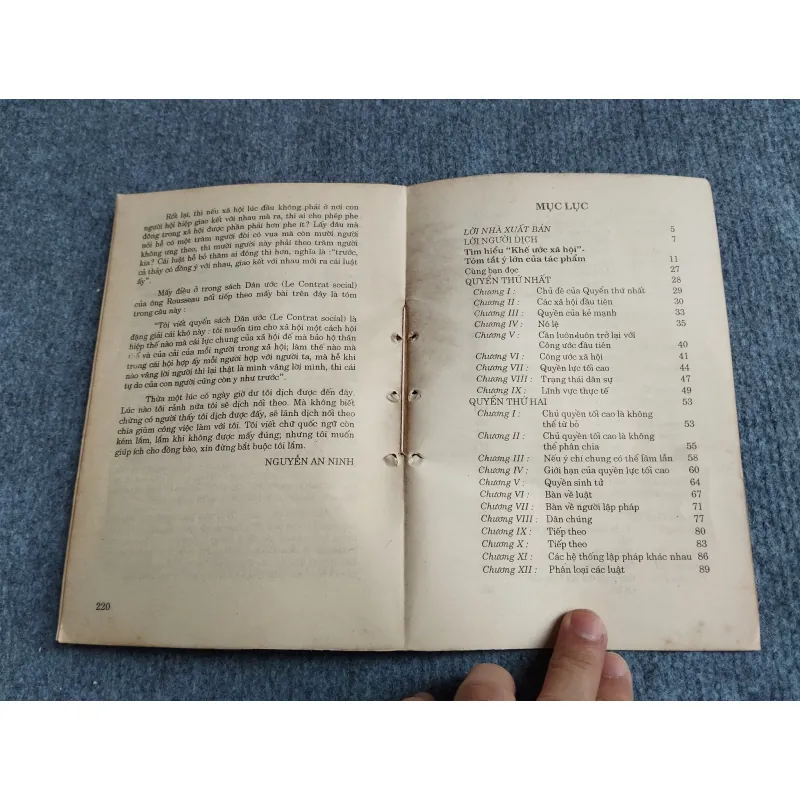 Rốt lại, thì nếu xã hội lúc đầu không phải ở nơi con
người hội hiệp giao kết với nhau mà ra, thì ai cho phép phe
đông trong xã hội được phần phải hơn phe ít? Lấy đâu mà
nói hễ có một trăm người đòi có vua mà còn mười người
không ưng theo, thì mười người này phải theo trăm người
kia? Cái luật hễ bỏ thăm ai đông thì hơn, nghĩa là: "trước,
cả thảy có đồng ý với nhau, giao kết với nhau mới ra cái luật
ấy".
Mấy điều ở trong sách Dân ước (Le Contrat social)
của ông Rousseau nối tiếp theo mấy bài trên đây là tóm
trong câu này :
"Tôi viết quyển sách Dân ước (Le Contrat social) là
đặng giải cái khó này : tôi muốn tìm cho xã hội một cách hội
hiệp thế nào mà cái lực chung của xã hội để mà bảo hộ thân
thể và của cải của mỗi người trong xã hội; làm thế nào mà
trong cái hội hợp ấy mỗi người hợp với người ta, mà hễ khi
nào vâng lời người thì lại thật là mình vâng lời mình, thì cái
tự do của con người cũng còn y như trước".
Thừa một lúc có ngày giờ dư tôi dịch được đến đây.
Lúc nào tôi rảnh nữa tôi sẽ dịch nối theo. Mà không biết
chừng có người thấy tôi dịch được đấy, sẽ lãnh dịch nối theo
chia giùm công việc làm với tôi. Tôi viết chữ quốc ngữ còn
kém lắm, lắm khi không được mấy đúng; nhưng tôi muốn
giúp ích cho đồng bào, xin đừng bắt buộc tôi lắm.
NGUYỄN AN NINH
220
MỤC LỤC
LỜI NHÀ XUẤT BẢN 5
LỜI NGƯỜI DỊCH 7
Tìm hiểu "Khế ước xã hội"-
Tóm tắt ý lớn của tác phẩm 11
Cùng bạn đọc 27
QUYỂN THỨ NHẤT 28
Chương I : Chủ đề của Quyển thứ nhất 29
Chương II : Các xã hội đầu tiên 30
Chương III : Quyền của kẻ mạnh 33
Chương IV : Nô lệ 35
Chương V : Cần luôn luôn trở lại với
Công ước đầu tiên 40
Chương VI : Công ước xã hội 41
Chương VII : Quyền lực tối cao 44
Chương VIII : Trạng thái dân sự 47
Chương IX : Lĩnh vực thực tế 49
QUYỂN THỨ HAI 53
Chương I : Chủ quyền tối cao là không
thể từ bỏ 53
Chương II : Chủ quyền tối cao là không
thể phân chia 55
Chương III : Nếu ý chí chung có thể lầm lẫn 58
Chương IV : Giới hạn của quyền lực tối cao 60
Chương V : Quyền sinh tử 64
Chương VI : Bàn về luật 67
Chương VII : Bàn về người lập pháp 71
Chương VIII : Dân chúng 77
Chương IX : Tiếp theo 80
Chương X : Tiếp theo 83
Chương XI : Các hệ thống lập pháp khác nhau 86
Chương XII : Phân loại các luật 89